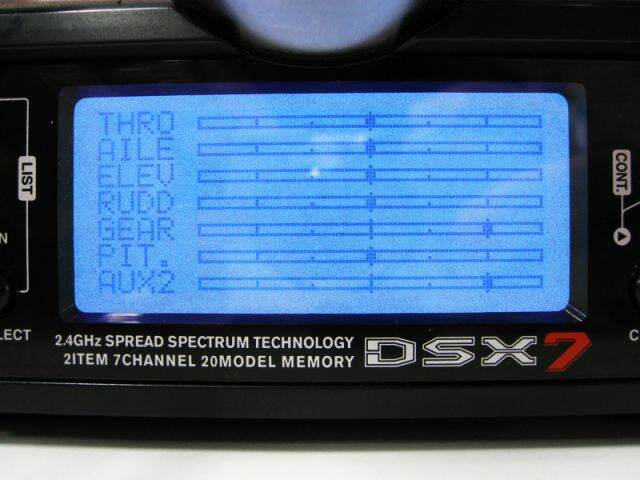 THRO
AILE
ELEV
RUDD
GEAR
PIT.
AUX2
LIST
N
LECT
CONT.
C
2.4GHz SPREAD SPECTRUM TECHNOLOGY
2ITEM 7CHANNEL 20MODEL MEMORY
DSX7